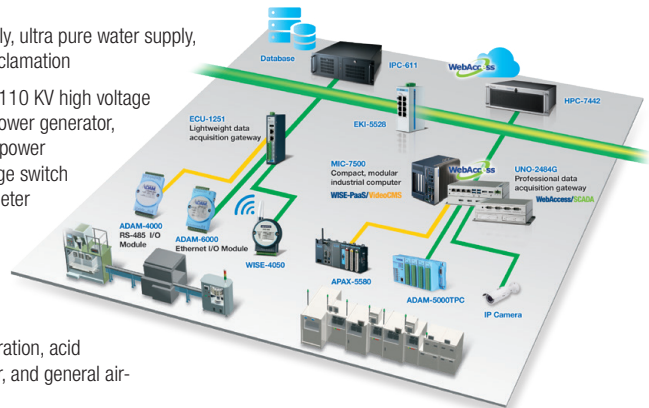 ly, ultra pure water supply,
clamation
110 KV high voltage
ower generator,
power
ge switch
eter
ration, acid
r, and general air-
Database
IPC-611
WebAccess
HPC-7442
EKI-5528
ECU-1251
Lightweight data
acquisition gateway
MIC-7500
Compact, modular
industrial computer
WISE-PaaS/VideoCMS
WebAccess
UNO-2484G
Professional data
acquisition gateway
WebAccess/SCADA
ADAM-4000
RS-485 I/O
Module
ADAM-6000
Ethernet I/O Module
WISE-4050
APAX-5580
ADAM-5000TPC
IP Camera